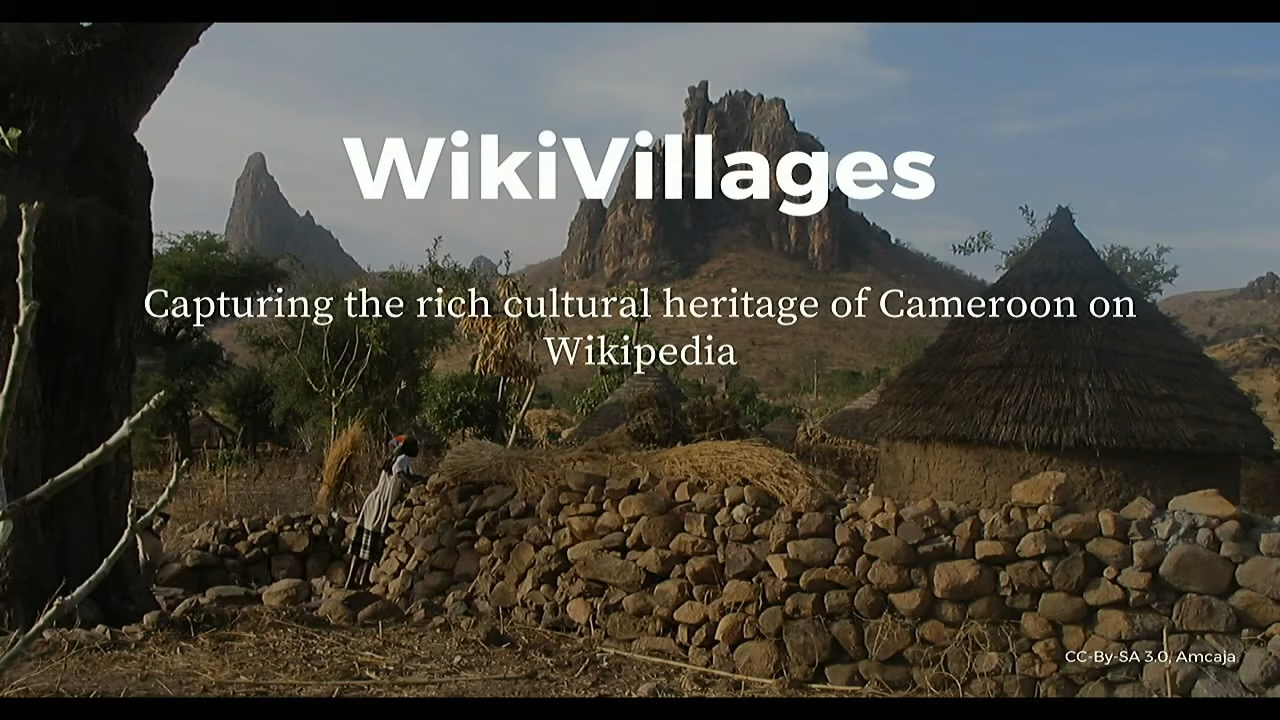 WikiVillages
Capturing the rich cultural heritage of Cameroon on
Wikipedia
CC-By-SA 3.0, Amcaja